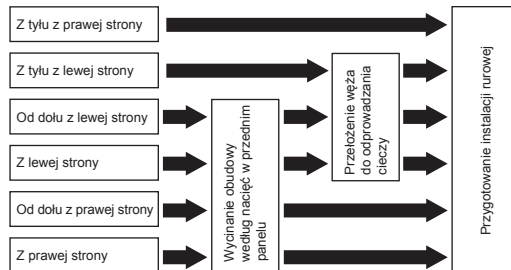 Z tyłu z prawej strony
Z tyłu z lewej strony
Od dołu z lewej strony
Z lewej strony
Od dołu z prawej strony
Z prawej strony
Wycinanie obudowy
według nacięć w przednim
panelu
Przełożenie węża
do odprowadzania
cieczy
Przygotowanie instalacji rurowej